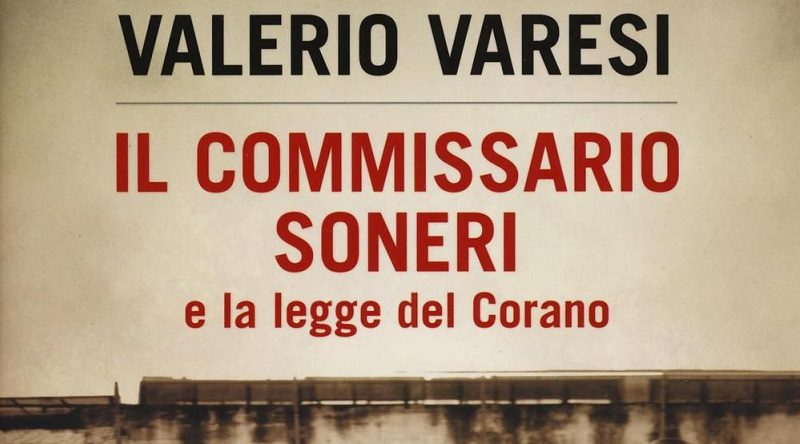 VALERIO VARESI
IL COMMISSARIO
SONERI
e la legge del Corano